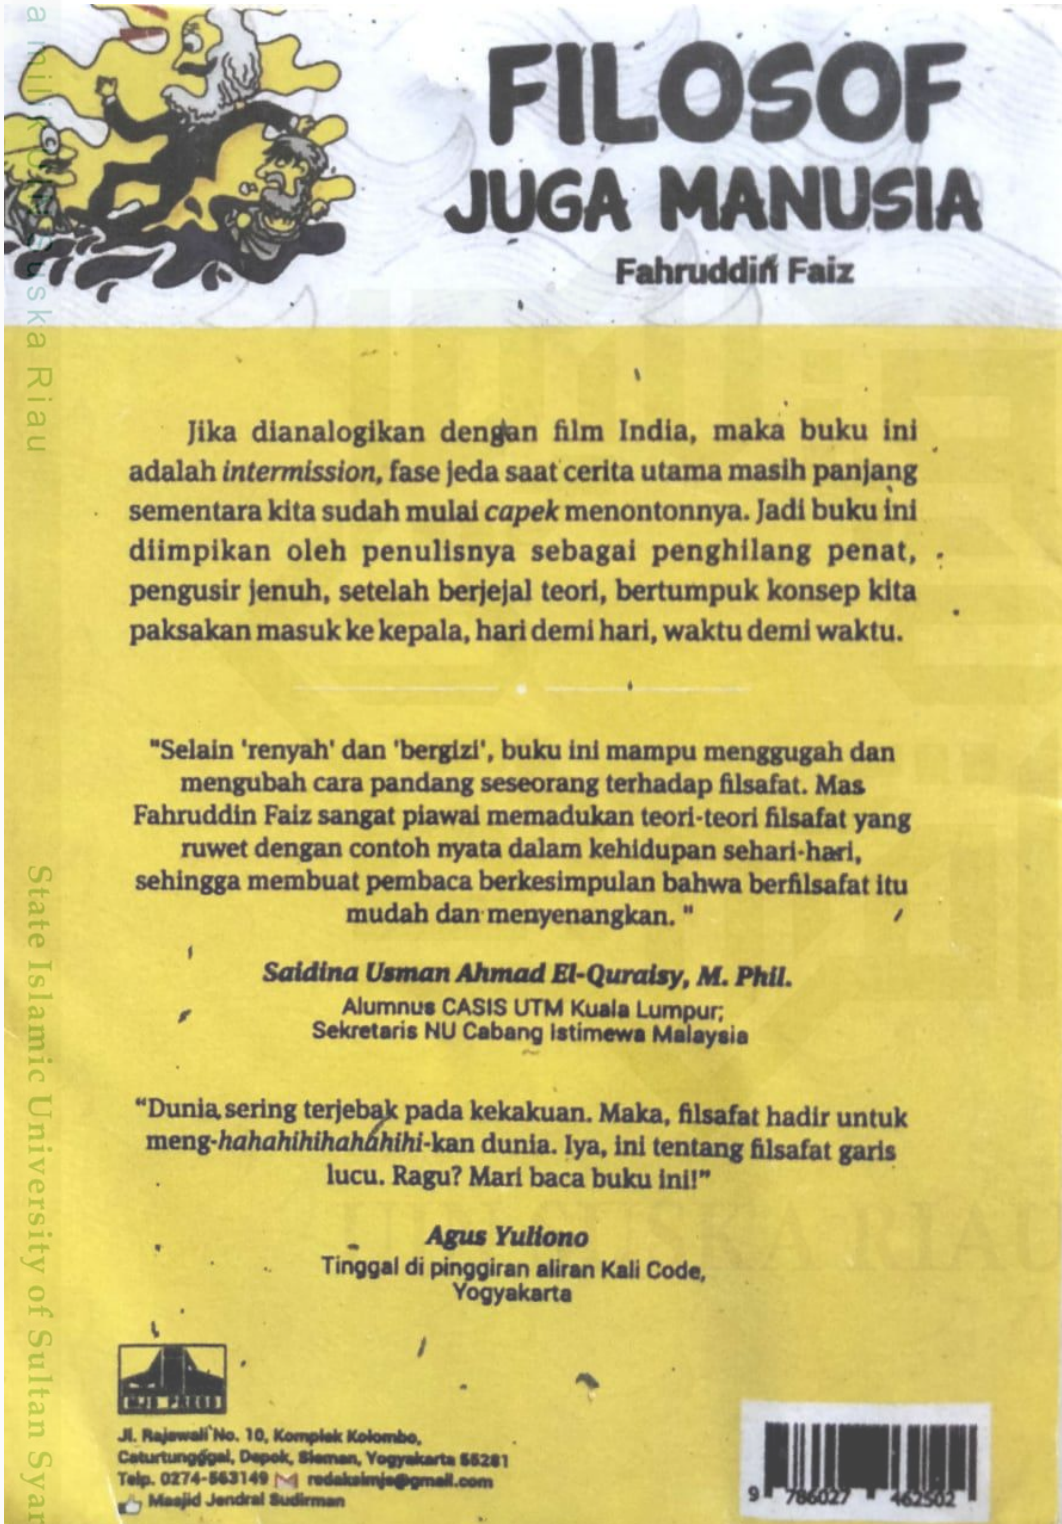 FILOSOF
JUGA MANUSIA
Fahruddin Faiz
Jika dianalogikan dengan film India, maka buku ini
adalah intermission, fase jeda saat cerita utama masih panjang
sementara kita sudah mulai capek menontonnya. Jadi buku ini
diimpikan oleh penulisnya sebagai penghilang penat,
pengusir jenuh, setelah berjejal teori, bertumpuk konsep kita
paksakan masuk ke kepala, hari demi hari, waktu demi waktu.
"Selain 'renyah' dan 'bergizi', buku ini mampu menggugah dan
mengubah cara pandang seseorang terhadap filsafat. Mas
Fahruddin Faiz sangat piawai memadukan teori-teori filsafat yang
ruwet dengan contoh nyata dalam kehidupan sehari-hari,
sehingga membuat pembaca berkesimpulan bahwa berfilsafat itu
mudah dan menyenangkan. "
Saidina Usman Ahmad El-Quraisy, M. Phil.
Alumnus CASIS UTM Kuala Lumpur;
Sekretaris NU Cabang Istimewa Malaysia
“Dunia sering terjebak pada kekakuan. Maka, filsafat hadir untuk
meng-hahahihihahahihi-kan dunia. Iya, ini tentang filsafat garis
lucu. Ragu? Mari baca buku ini!”
Agus Yuliono
Tinggal di pinggiran aliran Kali Code,
Yogyakarta
MJS PRESS
Jl. Rajawali No. 10, Komplek Kolombo,
Caturtunggal, Depok, Sleman, Yogyakarta 55281
Telp. 0274-563149 redaksimjs@gmail.com
Masjid Jendral Sudirman
9 786027 462502
uska Riau
State Islamic University of Sultan Syar
UIN SUSKA RIAU